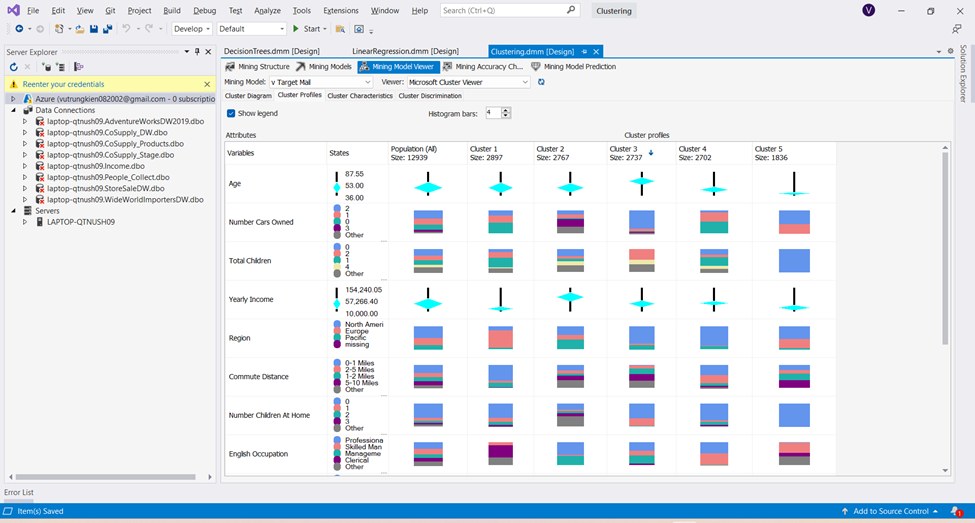 File Edit View Git Project Build Debug Test Analyze Tools Extensions Window Help Search (Ctrl+Q) Clustering V
Develop Default Start
Server Explorer
Reenter your credentials
Azure (vutrungkien082002@gmail.com - 0 subscriptio
Data Connections
laptop-qtnush09.AdventureWorksDW2019.dbo
laptop-qtnush09.CoSupply_DW.dbo
laptop-qtnush09.CoSupply_Products.dbo
laptop-qtnush09.CoSupply_Stage.dbo
laptop-qtnush09.Income.dbo
laptop-qtnush09.People_Collect.dbo
laptop-qtnush09.StoreSaleDW.dbo
laptop-qtnush09.WideWorldImportersDW.dbo
Servers
LAPTOP-QTNUSH09
DecisionTrees.dmm [Design] LinearRegression.dmm [Design] Clustering.dmm [Design]
Mining Structure Mining Models Mining Model Viewer Mining Accuracy Ch... Mining Model Prediction
Mining Model: v Target Mail Viewer: Microsoft Cluster Viewer
Cluster Diagram Cluster Profiles Cluster Characteristics Cluster Discrimination
Show legend Histogram bars: 4
Attributes Cluster profiles
Variables States Population (All) Cluster 1 Cluster 2 Cluster 3 Cluster 4 Cluster 5
Size: 12939 Size: 2897 Size: 2767 Size: 2737 Size: 2702 Size: 1836
Age
87.55
53.00
36.00
Number Cars Owned
2
1
0
3
Other
...
Total Children
0
2
1
4
Other
...
Yearly Income
154,240.05
57,266.40
10,000.00
Region
North Ameri
Europe
Pacific
missing
Commute Distance
0-1 Miles
2-5 Miles
1-2 Miles
5-10 Miles
Other
...
Number Children At Home
0
1
2
3
Other
...
English Occupation
Professiona
Skilled Man
Manageme
Clerical
Other
...
Solution Explorer
Error List
Item(s) Saved Add to Source Control 1